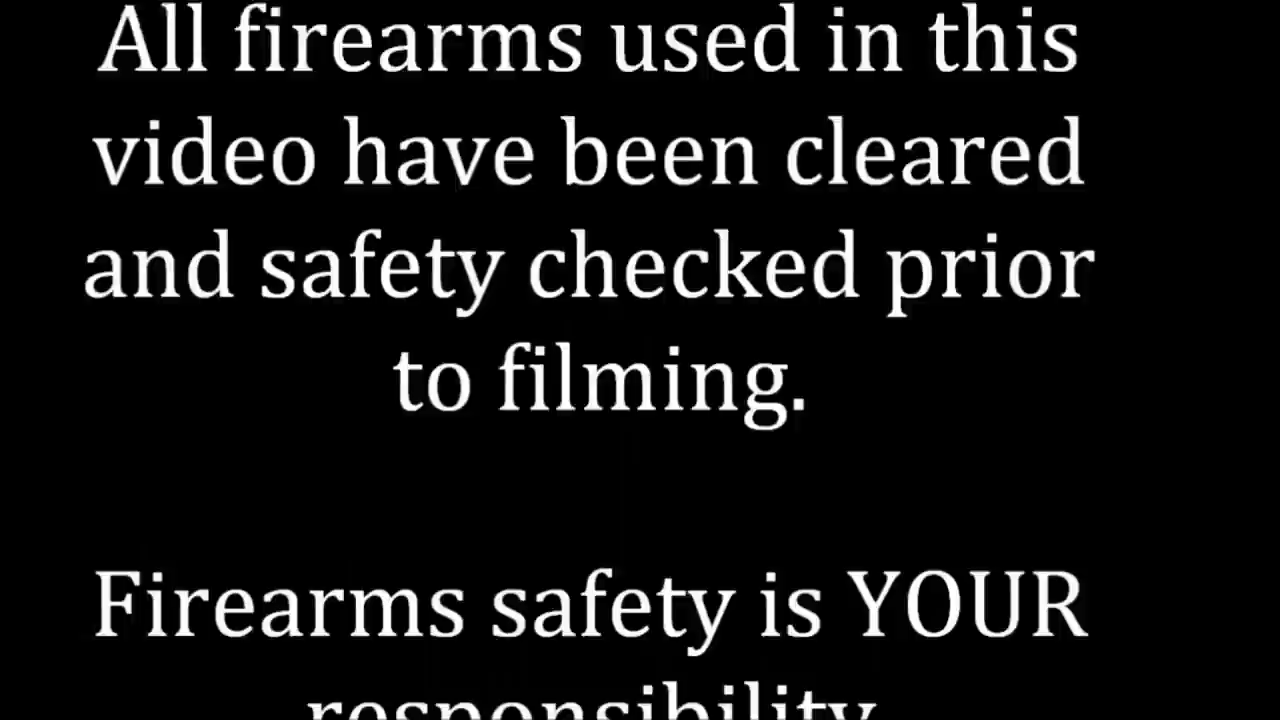 All firearms used in this
video have been cleared
and safety checked prior
to filming.
Firearms safety is YOUR
responsibility